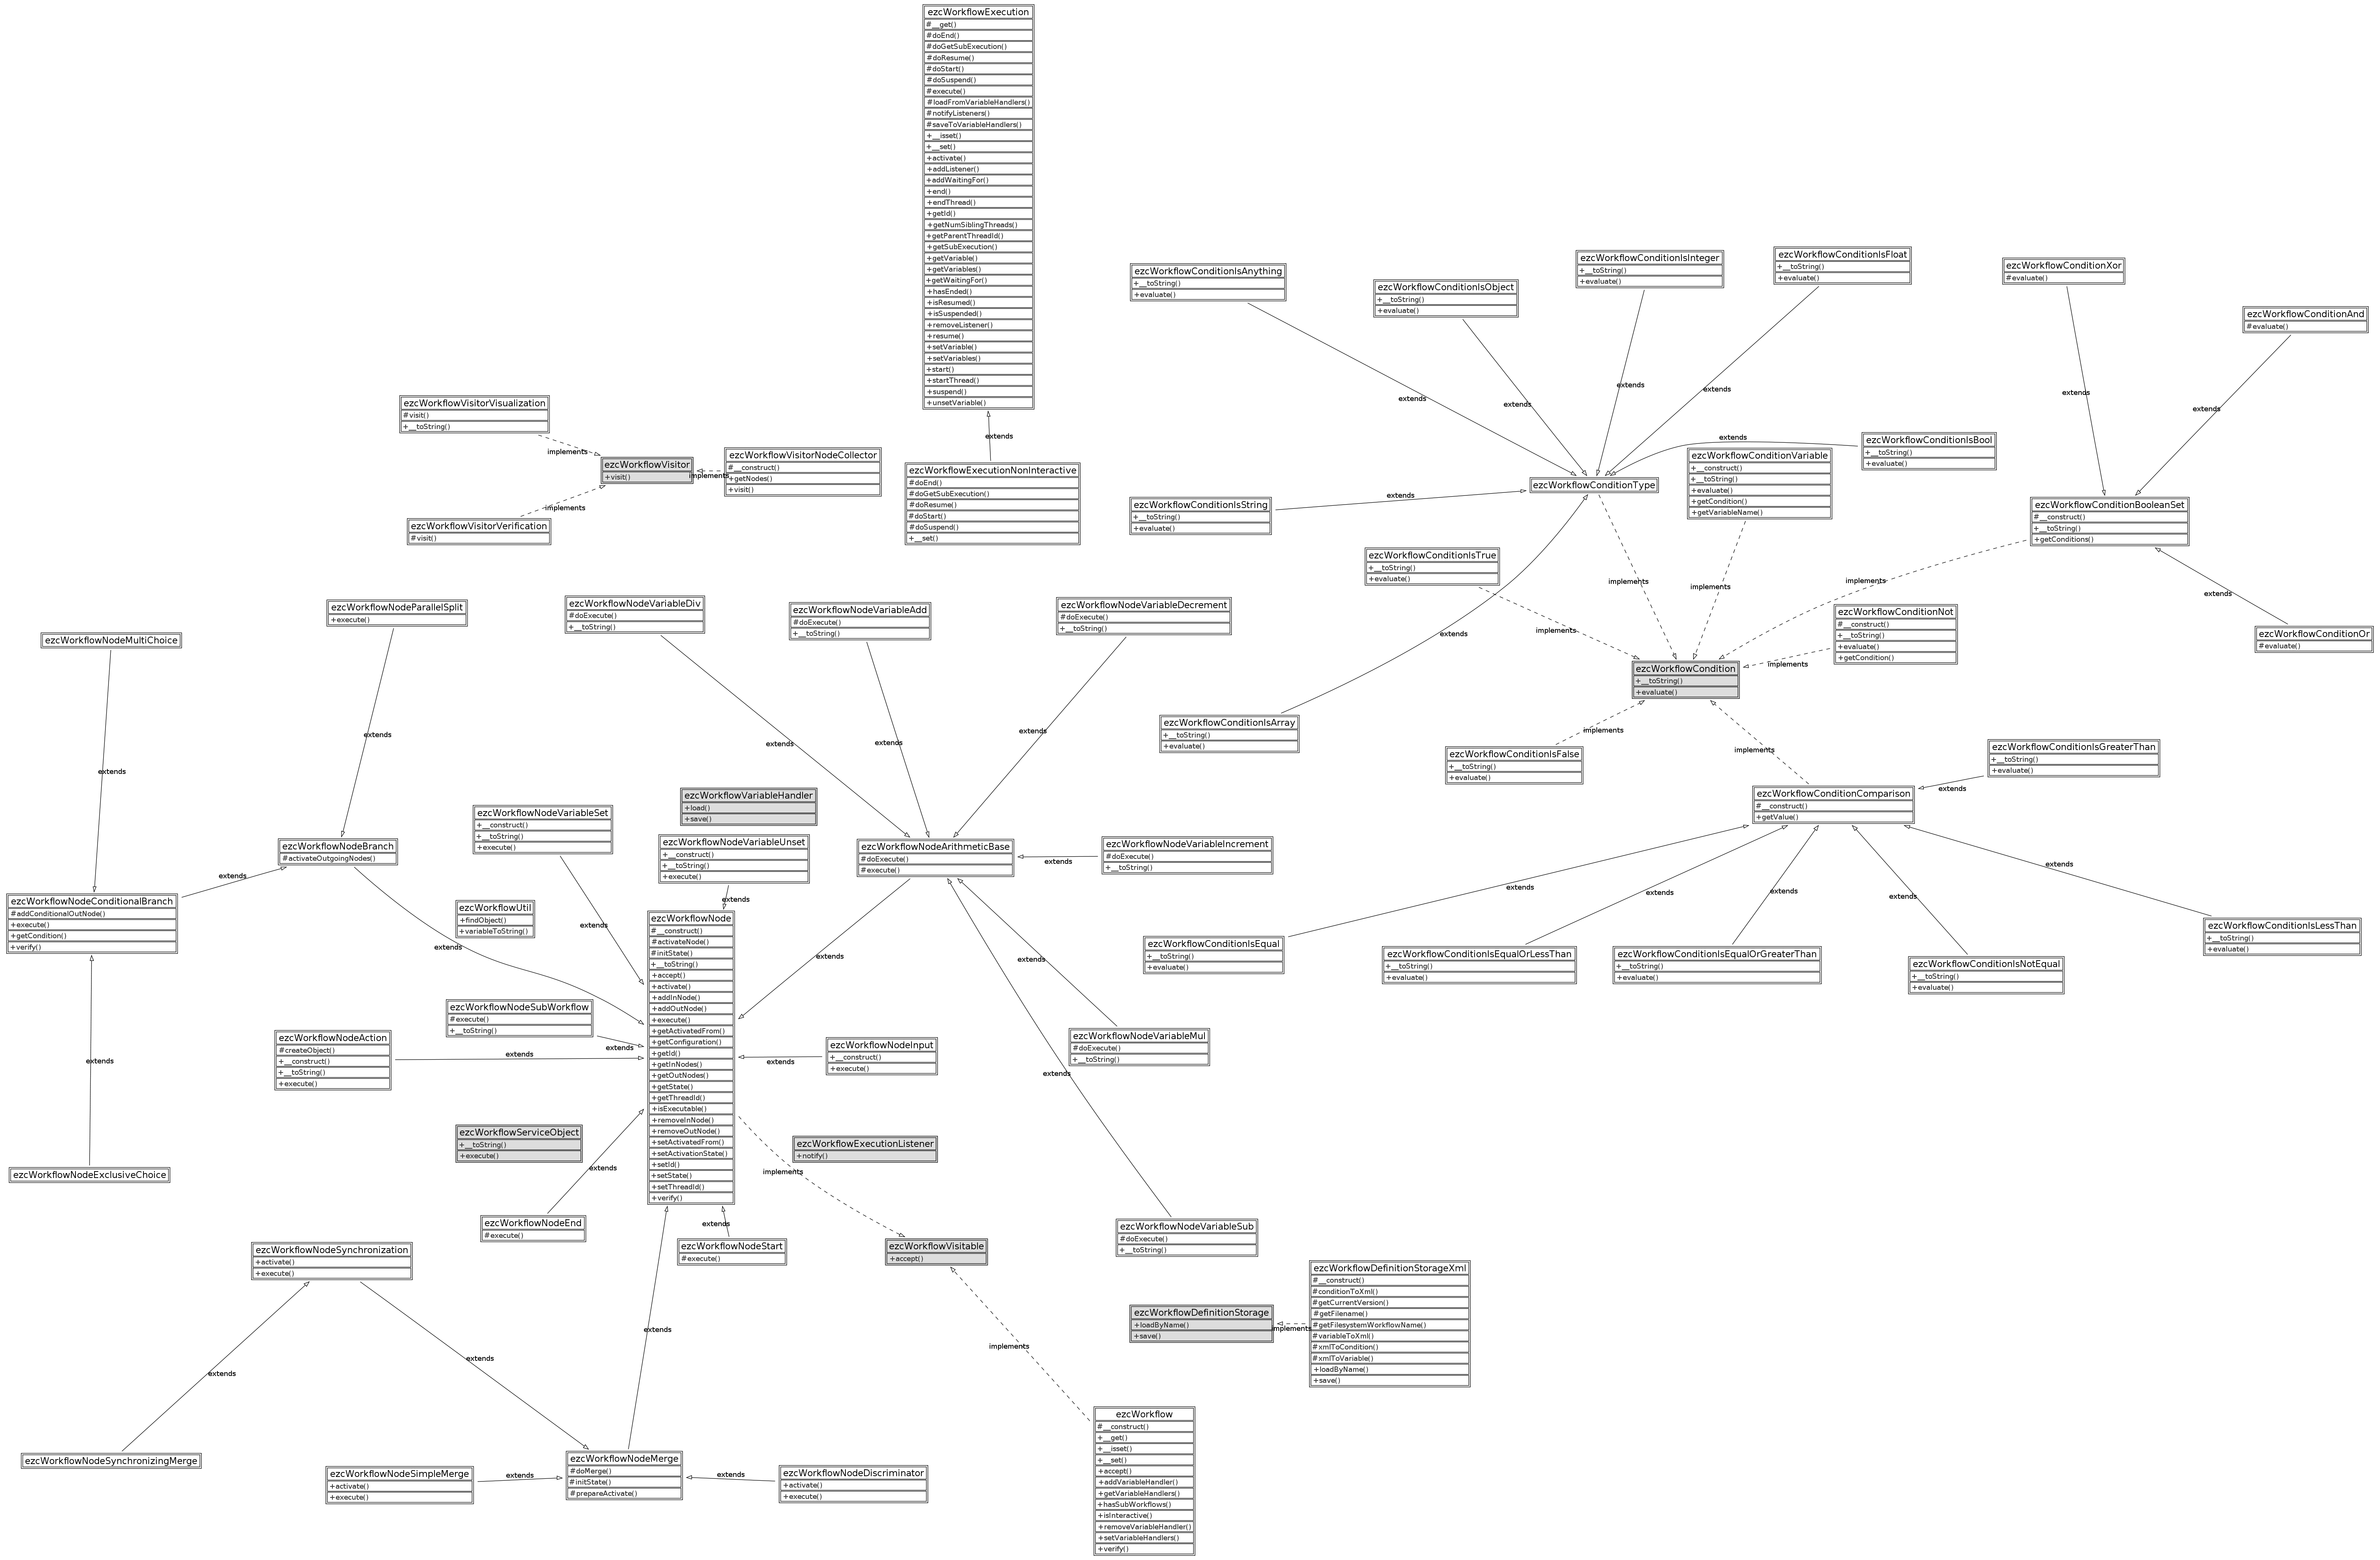 ezcWorkflowExecution
#__get()
#doEnd()
#doGetSubExecution()
#doResume()
#doStart()
#doSuspend()
#execute()
#loadFromVariableHandlers()
#notifyListeners()
#saveToVariableHandlers()
+__isset()
+__set()
+activate()
+addListener()
+addWaitingFor()
+end()
+endThread()
+getId()
+getNumSiblingThreads()
+getParentThreadId()
+getSubExecution()
+getVariable()
+getVariables()
+getWaitingFor()
+hasEnded()
+isResumed()
+isSuspended()
+removeListener()
+resume()
+setVariable()
+setVariables()
+start()
+startThread()
+suspend()
+unsetVariable()
extends
ezcWorkflowExecutionNonInteractive
#doEnd()
#doGetSubExecution()
#doResume()
#doStart()
#doSuspend()
+__set()
ezcWorkflowVisitorVisualization
#visit()
+__toString()
implements
ezcWorkflowVisitor
+visit()
implements
ezcWorkflowVisitorNodeCollector
#__construct()
+getNodes()
+visit()
implements
ezcWorkflowVisitorVerification
#visit()
ezcWorkflowConditionIsAnything
+__toString()
+evaluate()
extends
ezcWorkflowConditionIsObject
+__toString()
+evaluate()
extends
ezcWorkflowConditionIsInteger
+__toString()
+evaluate()
extends
ezcWorkflowConditionIsFloat
+__toString()
+evaluate()
extends
ezcWorkflowConditionXor
#evaluate()
extends
ezcWorkflowConditionAnd
#evaluate()
extends
extends
ezcWorkflowConditionIsBool
+__toString()
+evaluate()
ezcWorkflowConditionVariable
+__construct()
+__toString()
+evaluate()
+getCondition()
+getVariableName()
implements
ezcWorkflowConditionType
implements
ezcWorkflowConditionIsString
+__toString()
+evaluate()
extends
ezcWorkflowConditionBooleanSet
#__construct()
+__toString()
+getConditions()
implements
extends
ezcWorkflowConditionOr
#evaluate()
ezcWorkflowConditionIsTrue
+__toString()
+evaluate()
implements
ezcWorkflowConditionNot
#__construct()
+__toString()
+evaluate()
+getCondition()
implements
ezcWorkflowCondition
+__toString()
+evaluate()
extends
ezcWorkflowConditionIsArray
+__toString()
+evaluate()
implements
ezcWorkflowConditionIsFalse
+__toString()
+evaluate()
implements
ezcWorkflowConditionIsGreaterThan
+__toString()
+evaluate()
extends
ezcWorkflowConditionComparison
#__construct()
+getValue()
extends
extends
extends
extends
extends
ezcWorkflowConditionIsEqual
+__toString()
+evaluate()
ezcWorkflowConditionIsEqualOrLessThan
+__toString()
+evaluate()
ezcWorkflowConditionIsEqualOrGreaterThan
+__toString()
+evaluate()
ezcWorkflowConditionIsNotEqual
+__toString()
+evaluate()
ezcWorkflowConditionIsLessThan
+__toString()
+evaluate()
ezcWorkflowNodeMultiChoice
extends
ezcWorkflowNodeParallelSplit
+execute()
extends
ezcWorkflowNodeVariableDiv
#doExecute()
+__toString()
extends
ezcWorkflowNodeVariableAdd
#doExecute()
+__toString()
extends
ezcWorkflowNodeVariableDecrement
#doExecute()
+__toString()
extends
ezcWorkflowVariableHandler
+load()
+save()
ezcWorkflowNodeVariableSet
+__construct()
+__toString()
+execute()
extends
ezcWorkflowNodeVariableUnset
+__construct()
+__toString()
+execute()
extends
ezcWorkflowNodeArithmeticBase
#doExecute()
#execute()
extends
extends
ezcWorkflowNodeVariableIncrement
#doExecute()
+__toString()
ezcWorkflowNodeBranch
#activateOutgoingNodes()
extends
extends
ezcWorkflowNodeConditionalBranch
#addConditionalOutNode()
+execute()
+getCondition()
+verify()
extends
ezcWorkflowNodeExclusiveChoice
ezcWorkflowUtil
+findObject()
+variableToString()
ezcWorkflowNode
#__construct()
#activateNode()
#initState()
+__toString()
+accept()
+activate()
+addInNode()
+addOutNode()
+execute()
+getActivatedFrom()
+getConfiguration()
+getId()
+getInNodes()
+getOutNodes()
+getState()
+getThreadId()
+isExecutable()
+removeInNode()
+removeOutNode()
+setActivatedFrom()
+setActivationState()
+setId()
+setState()
+setThreadId()
+verify()
ezcWorkflowNodeSubWorkflow
#execute()
+__toString()
extends
ezcWorkflowNodeAction
#createObject()
+__construct()
+__toString()
+execute()
extends
ezcWorkflowNodeInput
+__construct()
+execute()
extends
extends
ezcWorkflowNodeVariableMul
#doExecute()
+__toString()
extends
ezcWorkflowNodeVariableSub
#doExecute()
+__toString()
ezcWorkflowServiceObject
+__toString()
+execute()
ezcWorkflowExecutionListener
+notify()
implements
extends
ezcWorkflowNodeEnd
#execute()
extends
ezcWorkflowNodeStart
#execute()
ezcWorkflowVisitable
+accept()
implements
ezcWorkflowNodeSynchronization
+activate()
+execute()
extends
extends
extends
ezcWorkflowNodeSynchronizingMerge
ezcWorkflowNodeSimpleMerge
+activate()
+execute()
extends
ezcWorkflowNodeMerge
#doMerge()
#initState()
#prepareActivate()
extends
ezcWorkflowNodeDiscriminator
+activate()
+execute()
ezcWorkflowDefinitionStorage
+loadByName()
+save()
implements
ezcWorkflowDefinitionStorageXml
#__construct()
#conditionToXml()
#getCurrentVersion()
#getFilename()
#getFilesystemWorkflowName()
#variableToXml()
#xmlToCondition()
#xmlToVariable()
+loadByName()
+save()
ezcWorkflow
#__construct()
+__get()
+__isset()
+__set()
+accept()
+addVariableHandler()
+getVariableHandlers()
+hasSubWorkflows()
+isInteractive()
+removeVariableHandler()
+setVariableHandlers()
+verify()